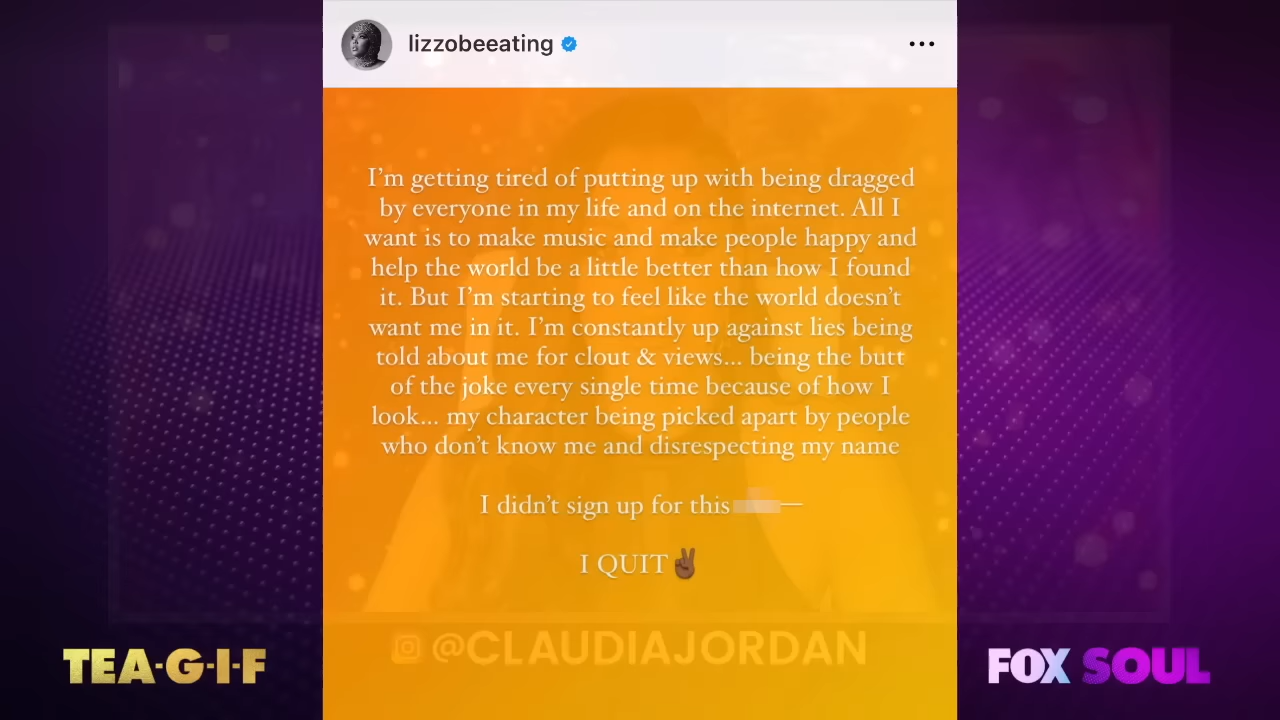 lizzobeeating
I’m getting tired of putting up with being dragged
by everyone in my life and on the internet. All I
want is to make music and make people happy and
help the world be a little better than how I found
it. But I’m starting to feel like the world doesn’t
want me in it. I’m constantly up against lies being
told about me for clout & views... being the butt
of the joke every single time because of how I
look... my character being picked apart by people
who don’t know me and disrespecting my name
I didn’t sign up for this —
I QUIT✌🏿
@CLAUDIAJORDAN
TEA-G-I-F
FOX SOUL